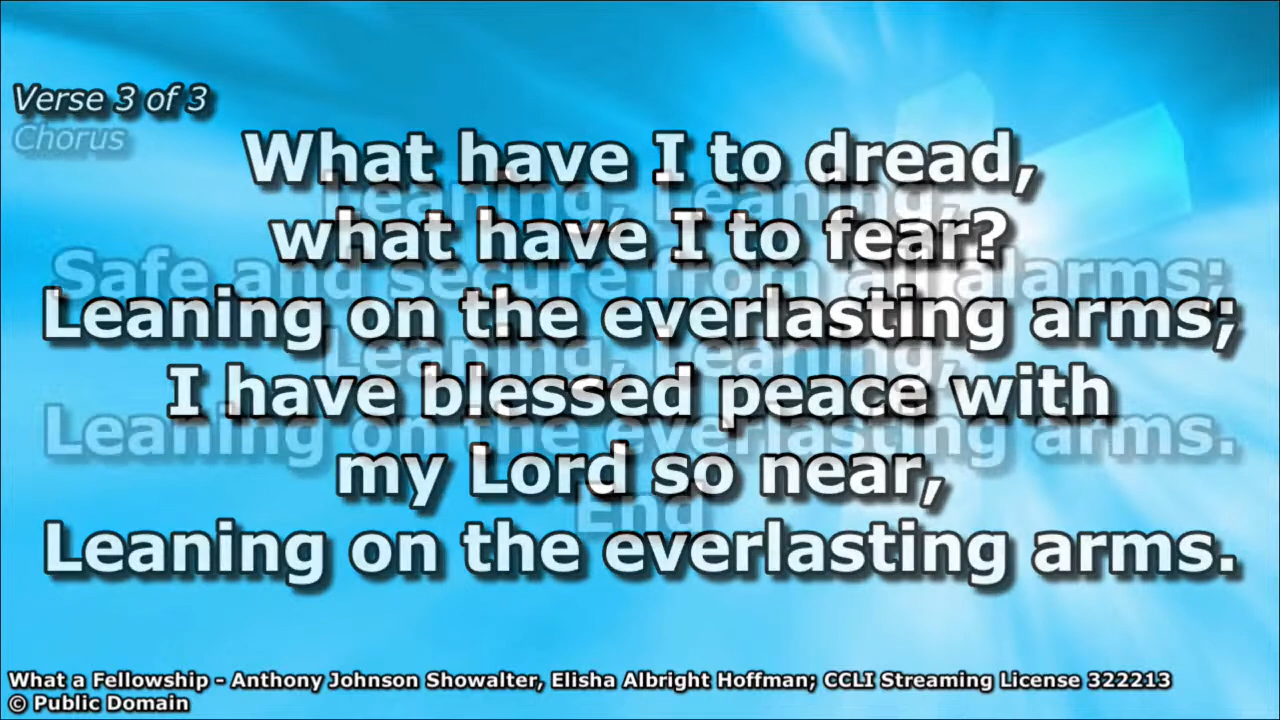 Verse 3 of 3
Chorus
What have I to dread,
Leaning, Leaning,
what have I to fear?
Safe and secure from all alarms;
Leaning on the everlasting arms;
Leaning, Leaning,
I have blessed peace with
Leaning on the everlasting arms.
my Lord so near,
End
Leaning on the everlasting arms.
What a Fellowship - Anthony Johnson Showalter, Elisha Albright Hoffman; CCLI Streaming License 322213
© Public Domain